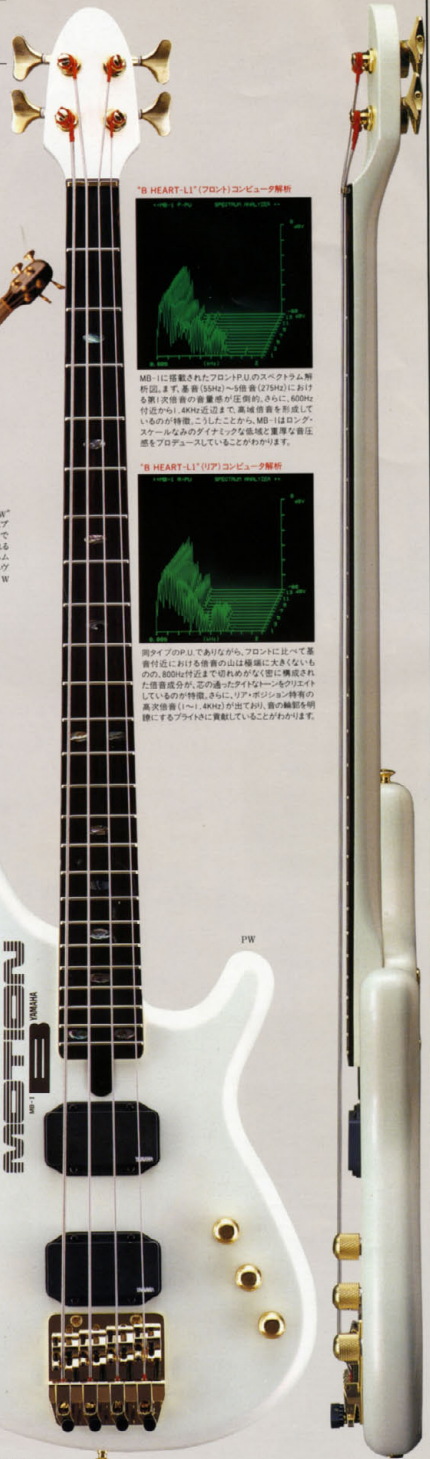 "B HEART-L1"(フロント)コンピュータ解析
SPECTRUM ANALYZER
MB-1に搭載されたフロントP.U.のスペクトラム解
析図。まず、基音(55Hz)〜5倍音(275Hz)におけ
る第1次倍音の音量感が圧倒的。さらに、600Hz
付近から1.4KHz近辺まで、高域倍音を形成して
いるのが特徴。こうしたことから、MB-1はロング・
スケールなみのダイナミックな低域と重厚な音圧
感をプロデュースしていることがわかります。
"B HEART-L1"(リア)コンピュータ解析
SPECTRUM ANALYZER
同タイプのP.U.でありながら、フロントに比べて基
音付近における倍音の山は極端に大きくないも
のの、800Hz付近まで切れめがなく密に構成され
た倍音成分が、芯の通ったタイトなトーンをクリエイト
しているのが特徴。さらに、リア・ポジション特有の
高次倍音(1〜1.4KHz)が出ており、音の輪郭を明
瞭にするブライトさに貢献していることがわかります。
PW
MOTION
MB-1
B
YAMAHA
YAMAHA
YAMAHA